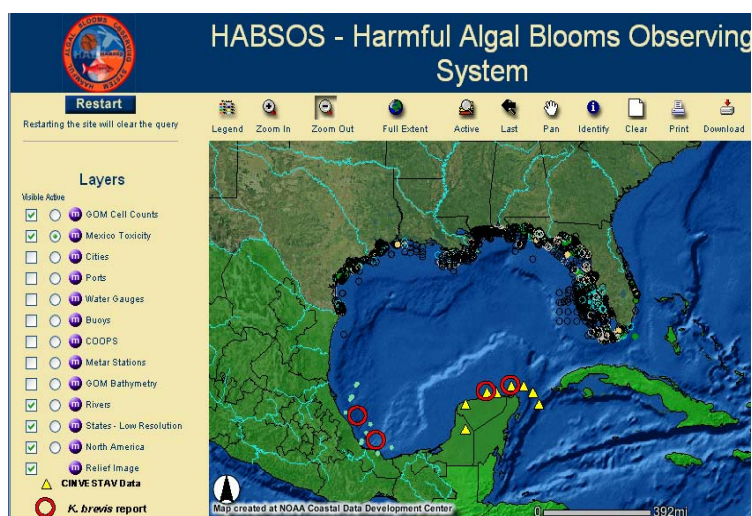 HABSOS - Harmful Algal Blooms Observing
System
Restart
Restarting the site will clear the query
Legend
Zoom In
Zoom Out
Full Extent
Active
Last
Pan
Identify
Clear
Print
Download
Layers
Visible Active
GOM Cell Counts
Mexico Toxicity
Cities
Ports
Water Gauges
Buoys
COOPS
Metar Stations
GOM Bathymetry
Rivers
States - Low Resolution
North America
Relief Image
CINVESTAV Data
K. brevis report
Map created at NOAA Coastal Data Development Center
0 392mi